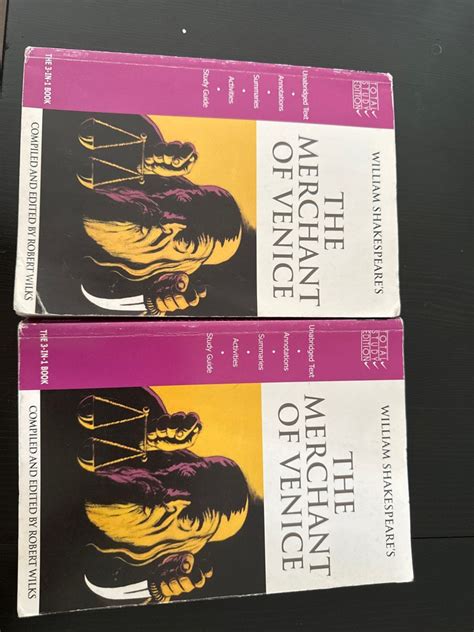 TOTAL
STUDY
EDITION
WILLIAM SHAKESPEARE'S
THE
MERCHANT
OF VENICE
Unabridged Text
•
Annotations
•
Summaries
•
Activities
•
Study Guide
THE 3-IN-1 BOOK
COMPILED AND EDITED BY ROBERT WILKS
TOTAL
STUDY
EDITION
WILLIAM SHAKESPEARE'S
THE
MERCHANT
OF VENICE
Unabridged Text
•
Annotations
•
Summaries
•
Activities
•
Study Guide
THE 3-IN-1 BOOK
COMPILED AND EDITED BY ROBERT WILKS